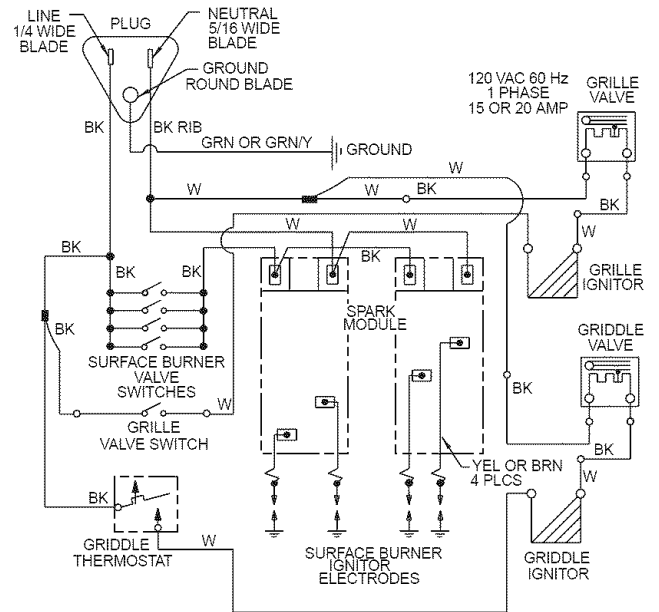 LINE
1/4 WIDE
BLADE
PLUG
NEUTRAL
5/16 WIDE
BLADE
GROUND
ROUND BLADE
120 VAC 60 Hz
1 PHASE
15 OR 20 AMP
GRILLE
VALVE
BK
BK RIB
GRN OR GRN/Y
GROUND
W
W
W
BK
BK
W
W
W
BK
BK
BK
BK
GRILLE
IGNITOR
SPARK
MODULE
BK
GRIDDLE
VALVE
SURFACE BURNER
VALVE
SWITCHES
W
GRILLE
VALVE SWITCH
BK
BK
YEL OR BRN
4 PLCS
W
BK
GRIDDLE
THERMOSTAT
W
SURFACE BURNER
IGNITOR
ELECTRODES
GRIDDLE
IGNITOR